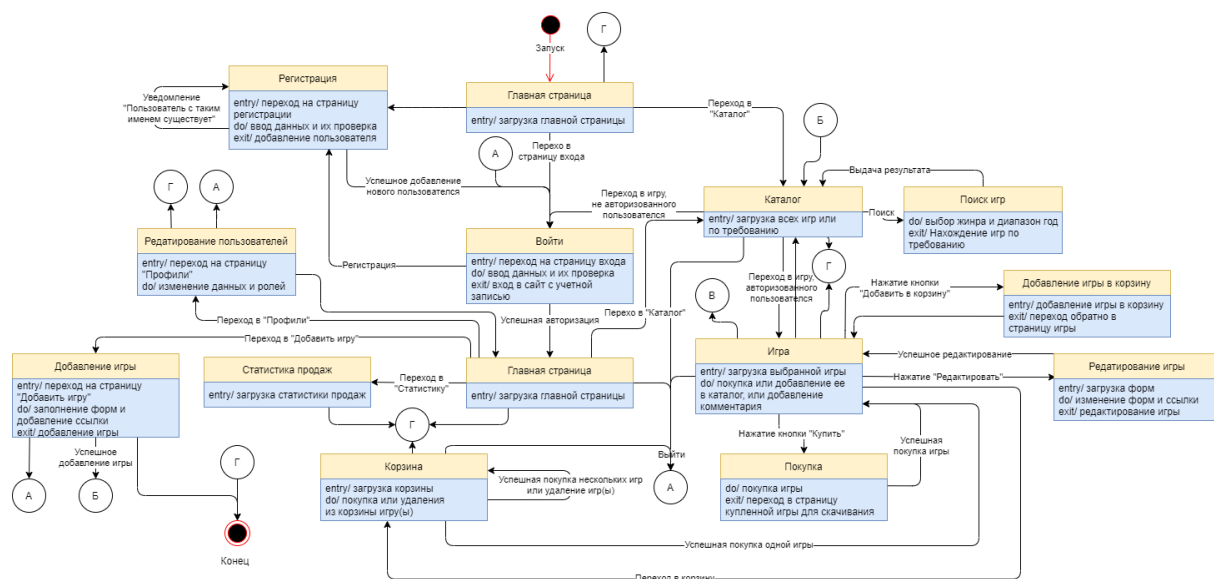 Запуск
Г
Регистрация
entry/ переход на страницу
регистрации
do/ ввод данных и их проверка
exit/ добавление пользователя
Уведомление
"Пользователь с таким
именем существует"
Главная страница
entry/ загрузка главной страницы
Переход в
"Каталог"
Б
Перехо в
страницу входа
А
Успешное добавление
нового пользователся
Переход в игру,
не авторизованного
пользователся
Каталог
entry/ загрузка всех игр или
по требованию
Выдача результата
Поиск
Поиск игр
do/ выбор жинра и диапазон год
exit/ Нахождение игр по
требованию
Г
А
Редатирование пользователей
entry/ переход на страницу
"Профили"
do/ изменение данных и ролей
Регистрация
Войти
entry/ переход на страницу входа
do/ ввод данных и их проверка
exit/ вход в сайт с учетной
записью
Переход в игру,
авторизованного
пользователся
Г
В
Нажатие кнопки
"Добавить в корзину"
Добавление игры в корзину
entry/ добавление игры в корзину
exit/ переход обратно в
страницу игры
Переход в "Профили"
Успешная авторизация
Перехо в "Каталог"
Переход в "Добавить игру"
Добавление игры
entry/ переход на страницу
"Добавить игру"
do/ заполнение форм и
добавление ссылки
exit/ добавление игры
Статистика продаж
entry/ загрузка статистики продаж
Переход в
"Статистику"
Главная страница
entry/ загрузка главной страницы
Игра
entry/ загрузка выбранной игры
do/ покупка или добавление ее
в каталог, или добавление
комментария
Успешное редактирование
Нажатие "Редактировать"
Редатирование игры
entry/ загрузка форм
do/ изменение форм и ссылки
exit/ редатирование игры
Г
Нажатие кнопки "Купить"
Успешная
покупка игры
Успешное
добавление игры
А
Б
Г
Конец
Корзина
entry/ загрузка корзины
do/ покупка или удаления
из корзины игру(ы)
Успешная покупка нескольких игр
или удаление игр(ы)
Выйти
А
Покупка
do/ покупка игры
exit/ переход в страницу
купленной игры для скачивания
Успешная покупка одной игры
Переход в корзину